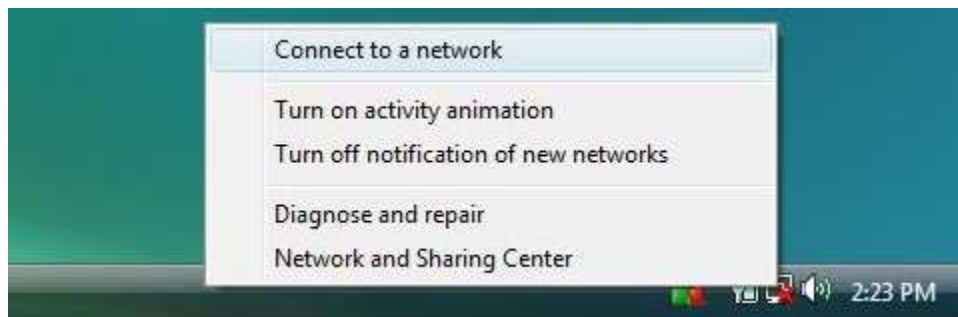 Connect to a network
Turn on activity animation
Turn off notification of new networks
Diagnose and repair
Network and Sharing Center
2:23 PM